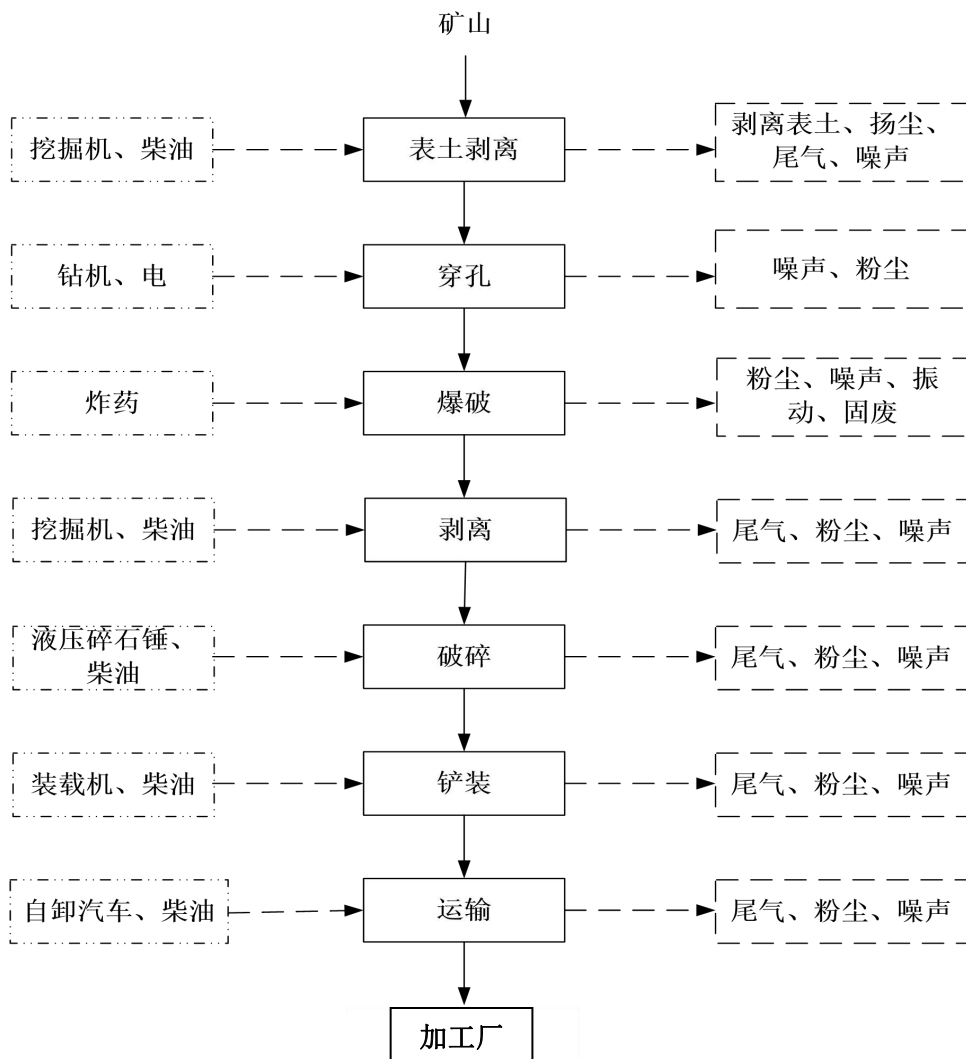 矿山
挖掘机、柴油
表土剥离
剥离表土、扬尘、
尾气、噪声
钻机、电
穿孔
噪声、粉尘
炸药
爆破
粉尘、噪声、振
动、固废
挖掘机、柴油
剥离
尾气、粉尘、噪声
液压碎石锤、
柴油
破碎
尾气、粉尘、噪声
装载机、柴油
铲装
尾气、粉尘、噪声
自卸汽车、柴油
运输
尾气、粉尘、噪声
加工厂